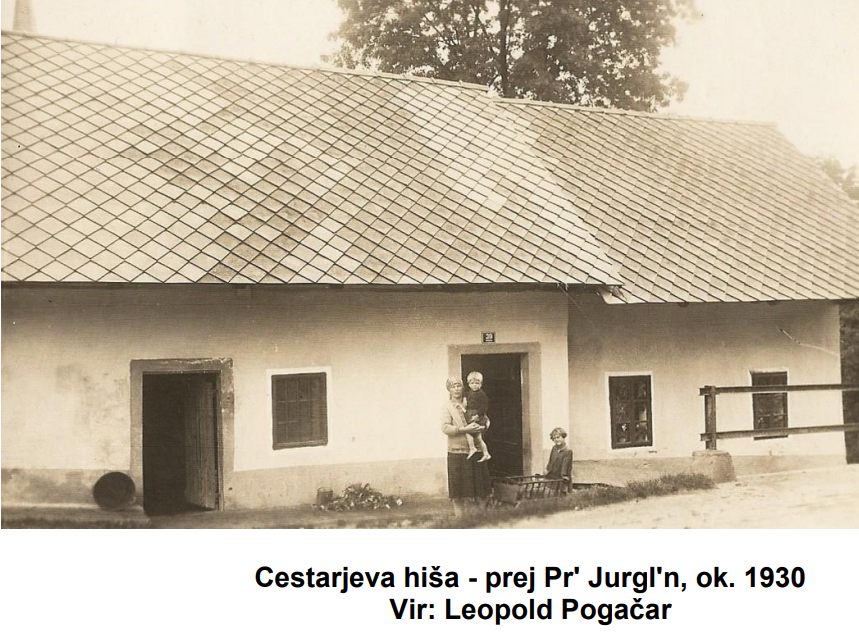 Cestarjeva hiša - prej Pr' Jurgl'n, ok. 1930
Vir: Leopold Pogačar